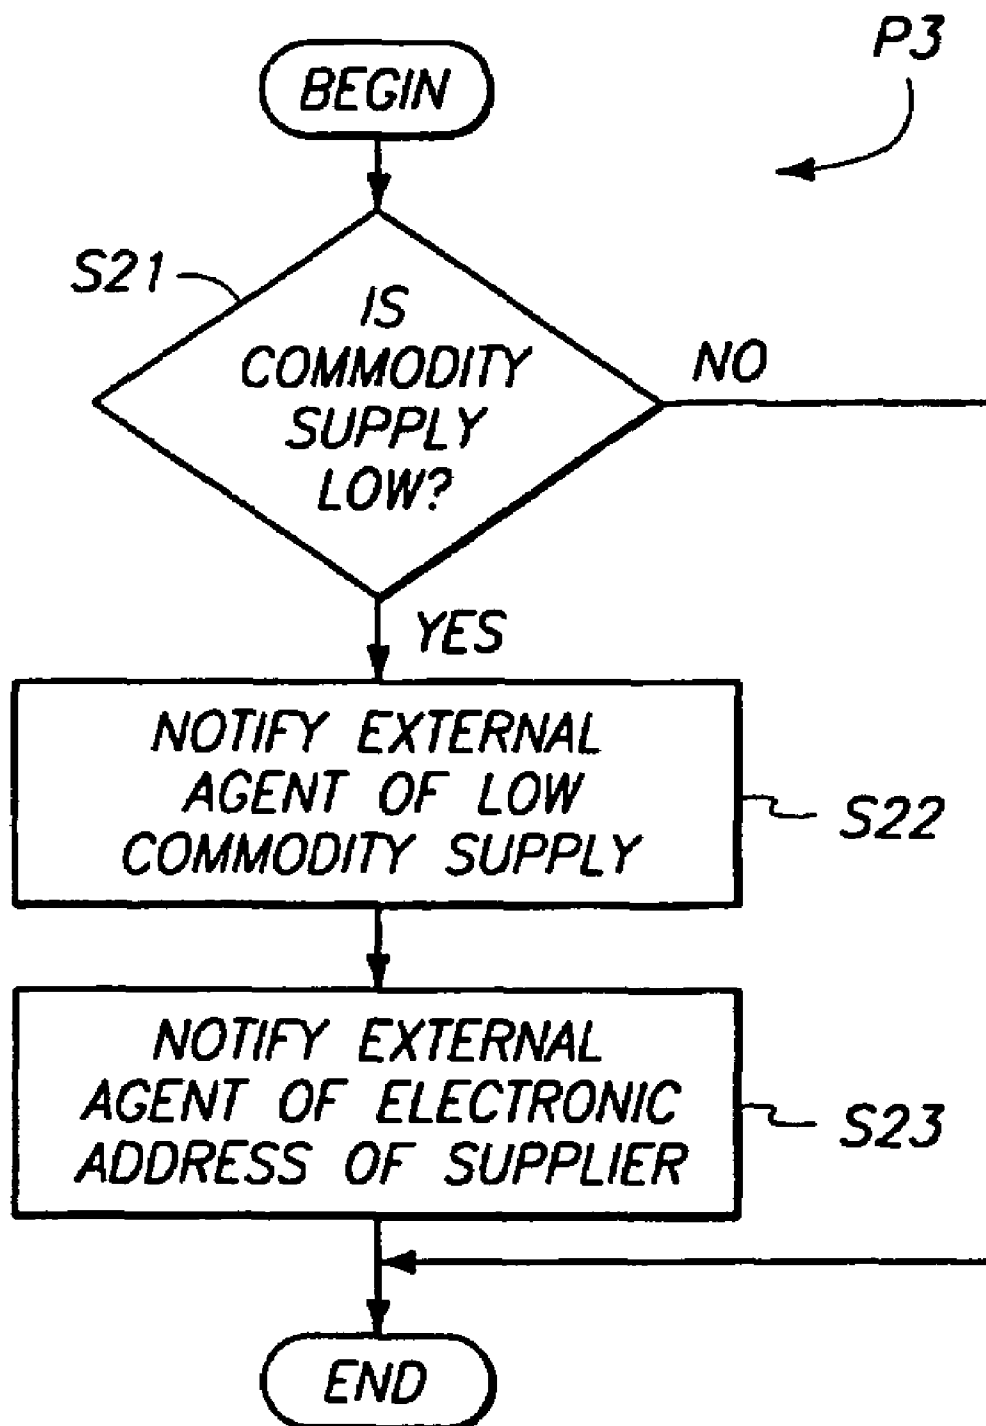 P3
BEGIN
S21
IS
COMMODITY
SUPPLY
LOW?
NO
YES
NOTIFY EXTERNAL
AGENT OF LOW
COMMODITY SUPPLY
S22
NOTIFY EXTERNAL
AGENT OF ELECTRONIC
ADDRESS OF SUPPLIER
S23
END